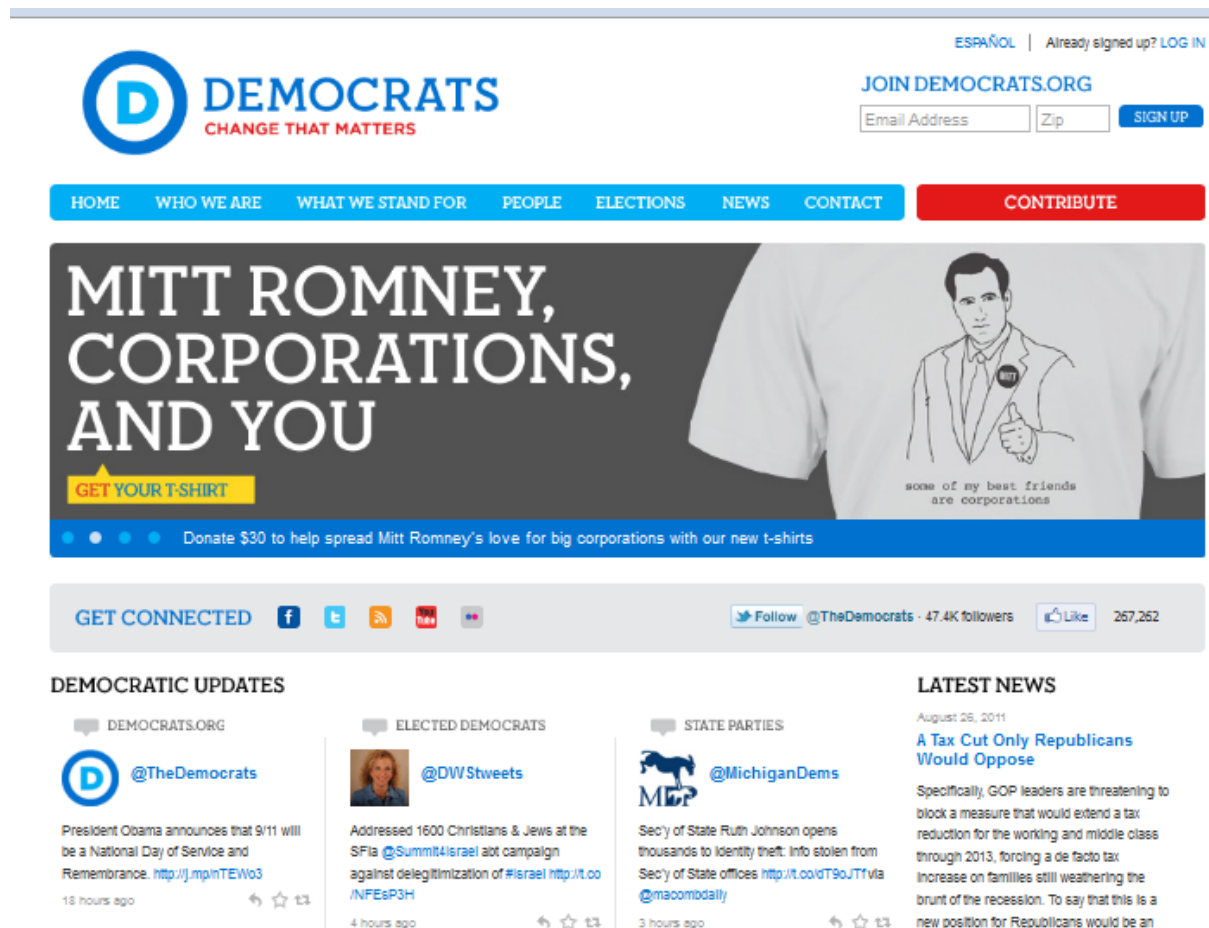 ESPAÑOL | Already signed up? LOG IN
DEMOCRATS
CHANGE THAT MATTERS
JOIN DEMOCRATS.ORG
Email Address Zip SIGN UP
HOME WHO WE ARE WHAT WE STAND FOR PEOPLE ELECTIONS NEWS CONTACT CONTRIBUTE
MITT ROMNEY,
CORPORATIONS,
AND YOU
GET YOUR T-SHIRT
MITT
some of my best friends
are corporations
Donate $30 to help spread Mitt Romney's love for big corporations with our new t-shirts
GET CONNECTED f t You Tube Follow @TheDemocrats · 47.4K followers Like 267,262
DEMOCRATIC UPDATES
DEMOCRATS.ORG
D @TheDemocrats
President Obama announces that 9/11 will
be a National Day of Service and
Remembrance. http://j.mp/nTEWo3
18 hours ago
ELECTED DEMOCRATS
@DWStweets
Addressed 1600 Christians & Jews at the
SFla @Summit4Israel abt campaign
against delegitimization of #Israel http://t.co
/NFEsP3H
4 hours ago
STATE PARTIES
MDP @MichiganDems
Sec'y of State Ruth Johnson opens
thousands to identity theft: info stolen from
Sec'y of State offices http://t.co/dT9oJTf via
@macombdaily
3 hours ago
LATEST NEWS
August 26, 2011
A Tax Cut Only Republicans
Would Oppose
Specifically, GOP leaders are threatening to
block a measure that would extend a tax
reduction for the working and middle class
through 2013, forcing a de facto tax
increase on families still weathering the
brunt of the recession. To say that this is a
new position for Republicans would be an